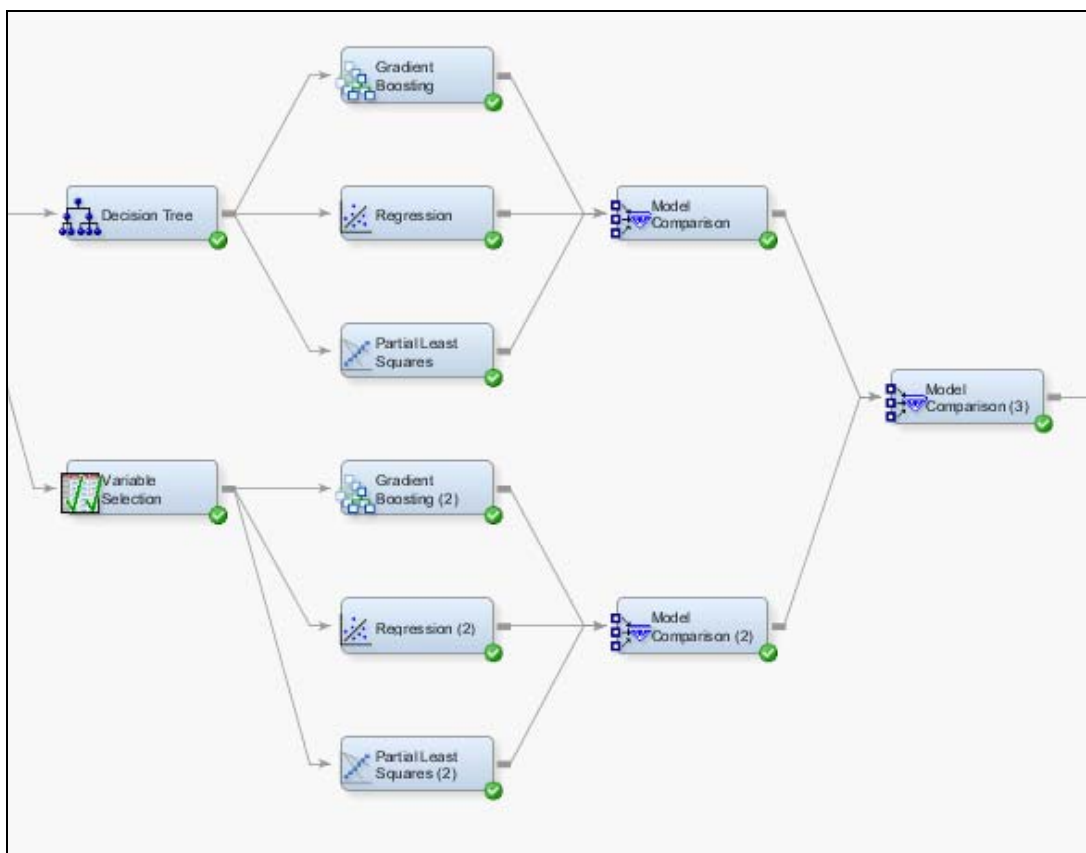 Gradient
Boosting
Decision Tree
Regression
Model
Comparison
Partial Least
Squares
Model
Comparison (3)
Variable
Selection
Gradient
Boosting (2)
Regression (2)
Model
Comparison (2)
Partial Least
Squares (2)